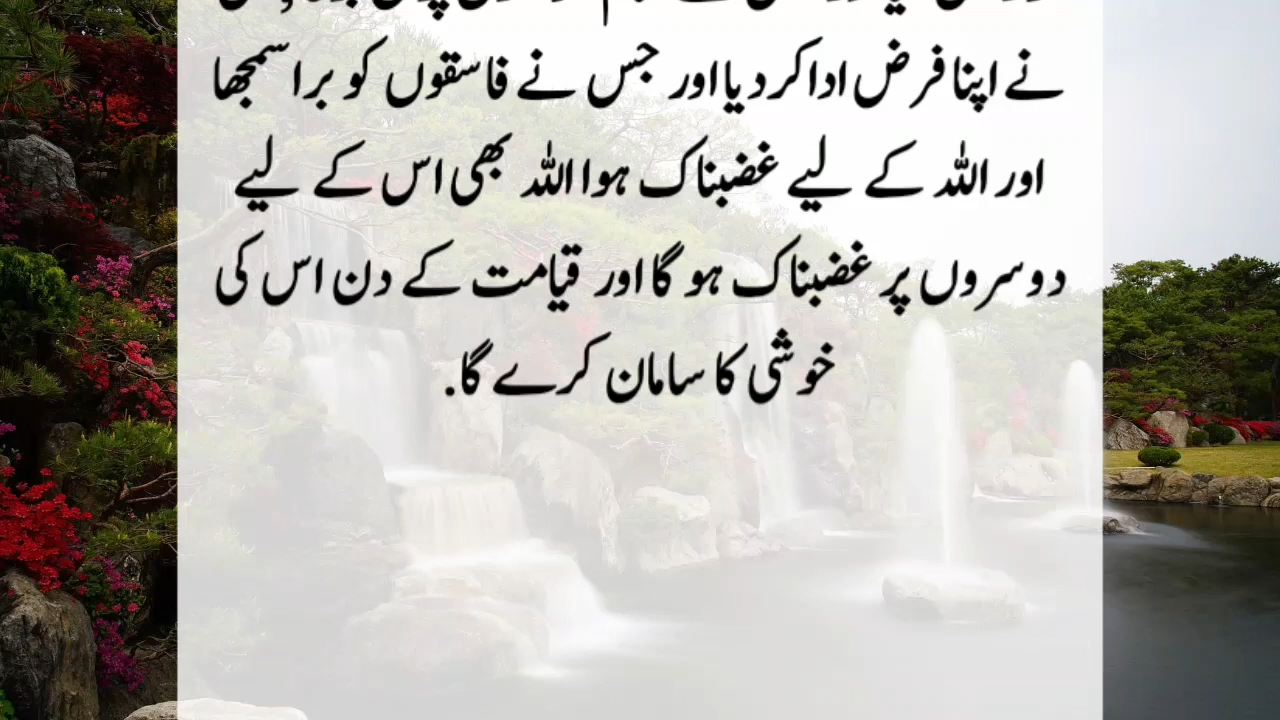 نے اپنا فرض ادا کر دیا اور جس نے فاسقوں کو برا سمجھا
اور اللہ کے لیے غضبناک ہوا اللہ بھی اس کے لیے
دوسروں پر غضبناک ہو گا اور قیامت کے دن اس کی
خوشی کا سامان کرے گا.